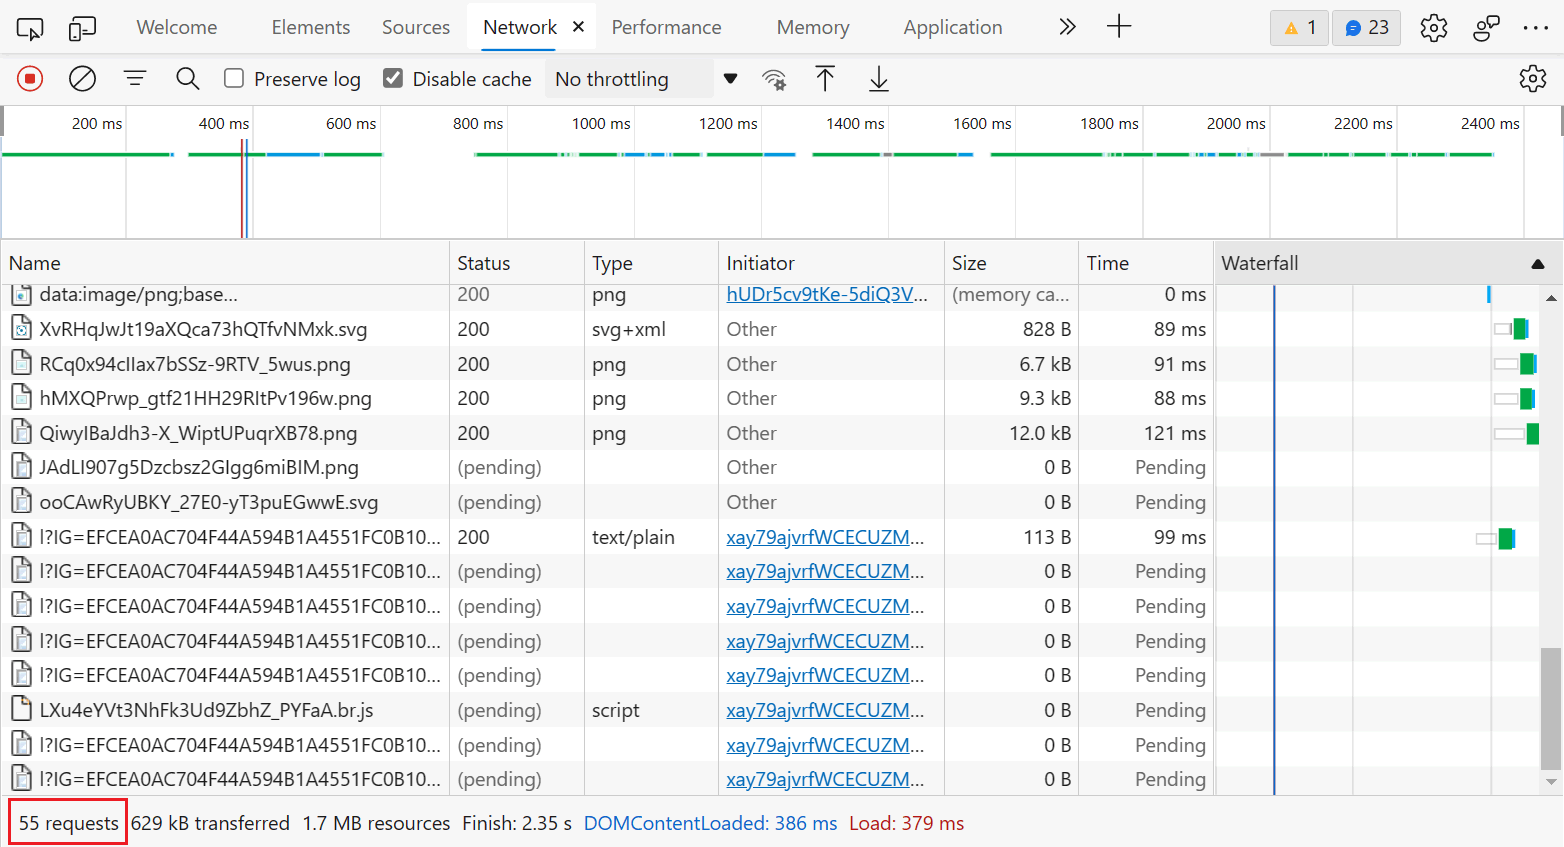 Welcome Elements Sources Network × Performance Memory Application 1 23
Preserve log Disable cache No throttling
200 ms 400 ms 600 ms 800 ms 1000 ms 1200 ms 1400 ms 1600 ms 1800 ms 2000 ms 2200 ms 2400 ms
Name Status Type Initiator Size Time Waterfall
data:image/png;base... 200 png hUDr5cv9tKe-5diQ3V... (memory ca... 0 ms
XvRHqJwJt19aXQca73hQTfvNMxk.svg 200 svg+xml Other 828 B 89 ms
RCq0x94cIIax7bSSz-9RTV_5wus.png 200 png Other 6.7 kB 91 ms
hMXQPrwp_gtf21HH29RItPv196w.png 200 png Other 9.3 kB 88 ms
QiwyIBaJdh3-X_WiptUPuqrXB78.png 200 png Other 12.0 kB 121 ms
JAdLI907g5Dzcbsz2GIgg6miBIM.png (pending) Other 0 B Pending
ooCAwRyUBKY_27E0-yT3puEGwwE.svg (pending) Other 0 B Pending
l?IG=EFCEA0AC704F44A594B1A4551FC0B10... 200 text/plain xay79ajvrfWCECUZM... 113 B 99 ms
l?IG=EFCEA0AC704F44A594B1A4551FC0B10... (pending) xay79ajvrfWCECUZM... 0 B Pending
l?IG=EFCEA0AC704F44A594B1A4551FC0B10... (pending) xay79ajvrfWCECUZM... 0 B Pending
l?IG=EFCEA0AC704F44A594B1A4551FC0B10... (pending) xay79ajvrfWCECUZM... 0 B Pending
l?IG=EFCEA0AC704F44A594B1A4551FC0B10... (pending) xay79ajvrfWCECUZM... 0 B Pending
LXu4eYVt3NhFk3Ud9ZbhZ_PYFaA.br.js (pending) script xay79ajvrfWCECUZM... 0 B Pending
l?IG=EFCEA0AC704F44A594B1A4551FC0B10... (pending) xay79ajvrfWCECUZM... 0 B Pending
l?IG=EFCEA0AC704F44A594B1A4551FC0B10... (pending) xay79ajvrfWCECUZM... 0 B Pending
55 requests 629 kB transferred 1.7 MB resources Finish: 2.35 s DOMContentLoaded: 386 ms Load: 379 ms